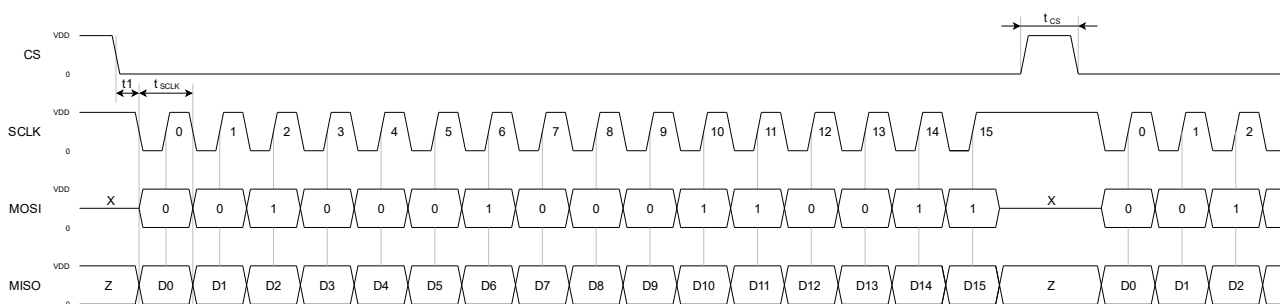 t CS
VDD
CS
0
t1 t SCLK
VDD
SCLK 0 1 2 3 4 5 6 7 8 9 10 11 12 13 14 15 0 1 2
0
VDD
MOSI X 0 0 1 0 0 0 1 0 0 0 1 1 0 0 1 1 X 0 0 1
0
VDD
MISO Z D0 D1 D2 D3 D4 D5 D6 D7 D8 D9 D10 D11 D12 D13 D14 D15 Z D0 D1 D2
0